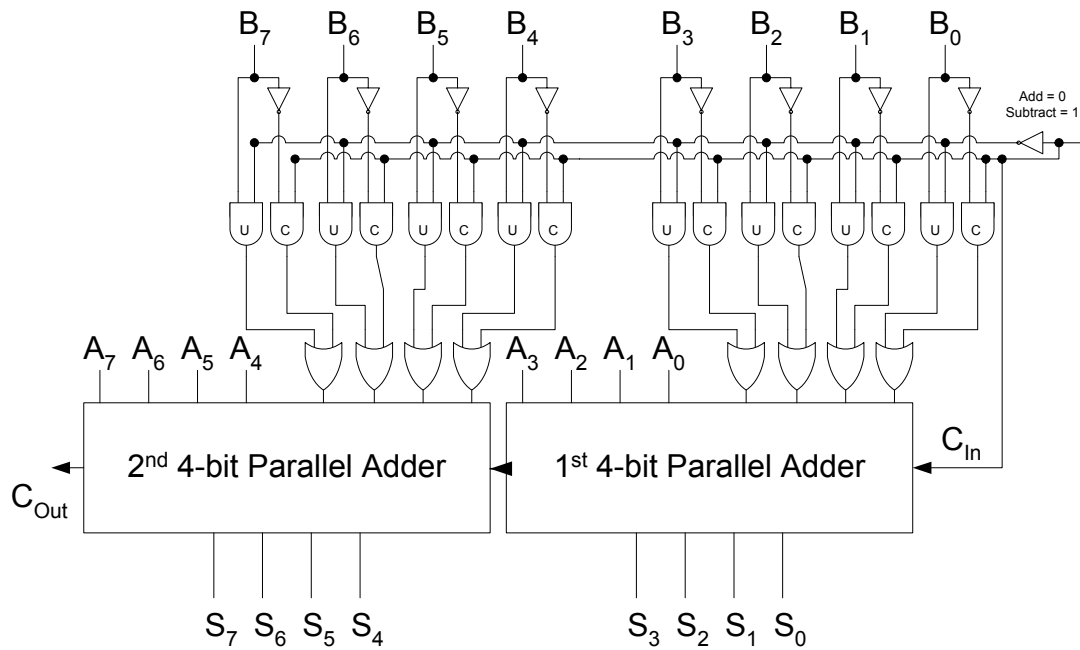 B7 B6 B5 B4 B3 B2 B1 B0
Add = 0
Subtract = 1
U C U C U C U C U C U C U C U C
A7 A6 A5 A4 A3 A2 A1 A0
2nd 4-bit Parallel Adder
1st 4-bit Parallel Adder
CIn
COut
S7 S6 S5 S4 S3 S2 S1 S0